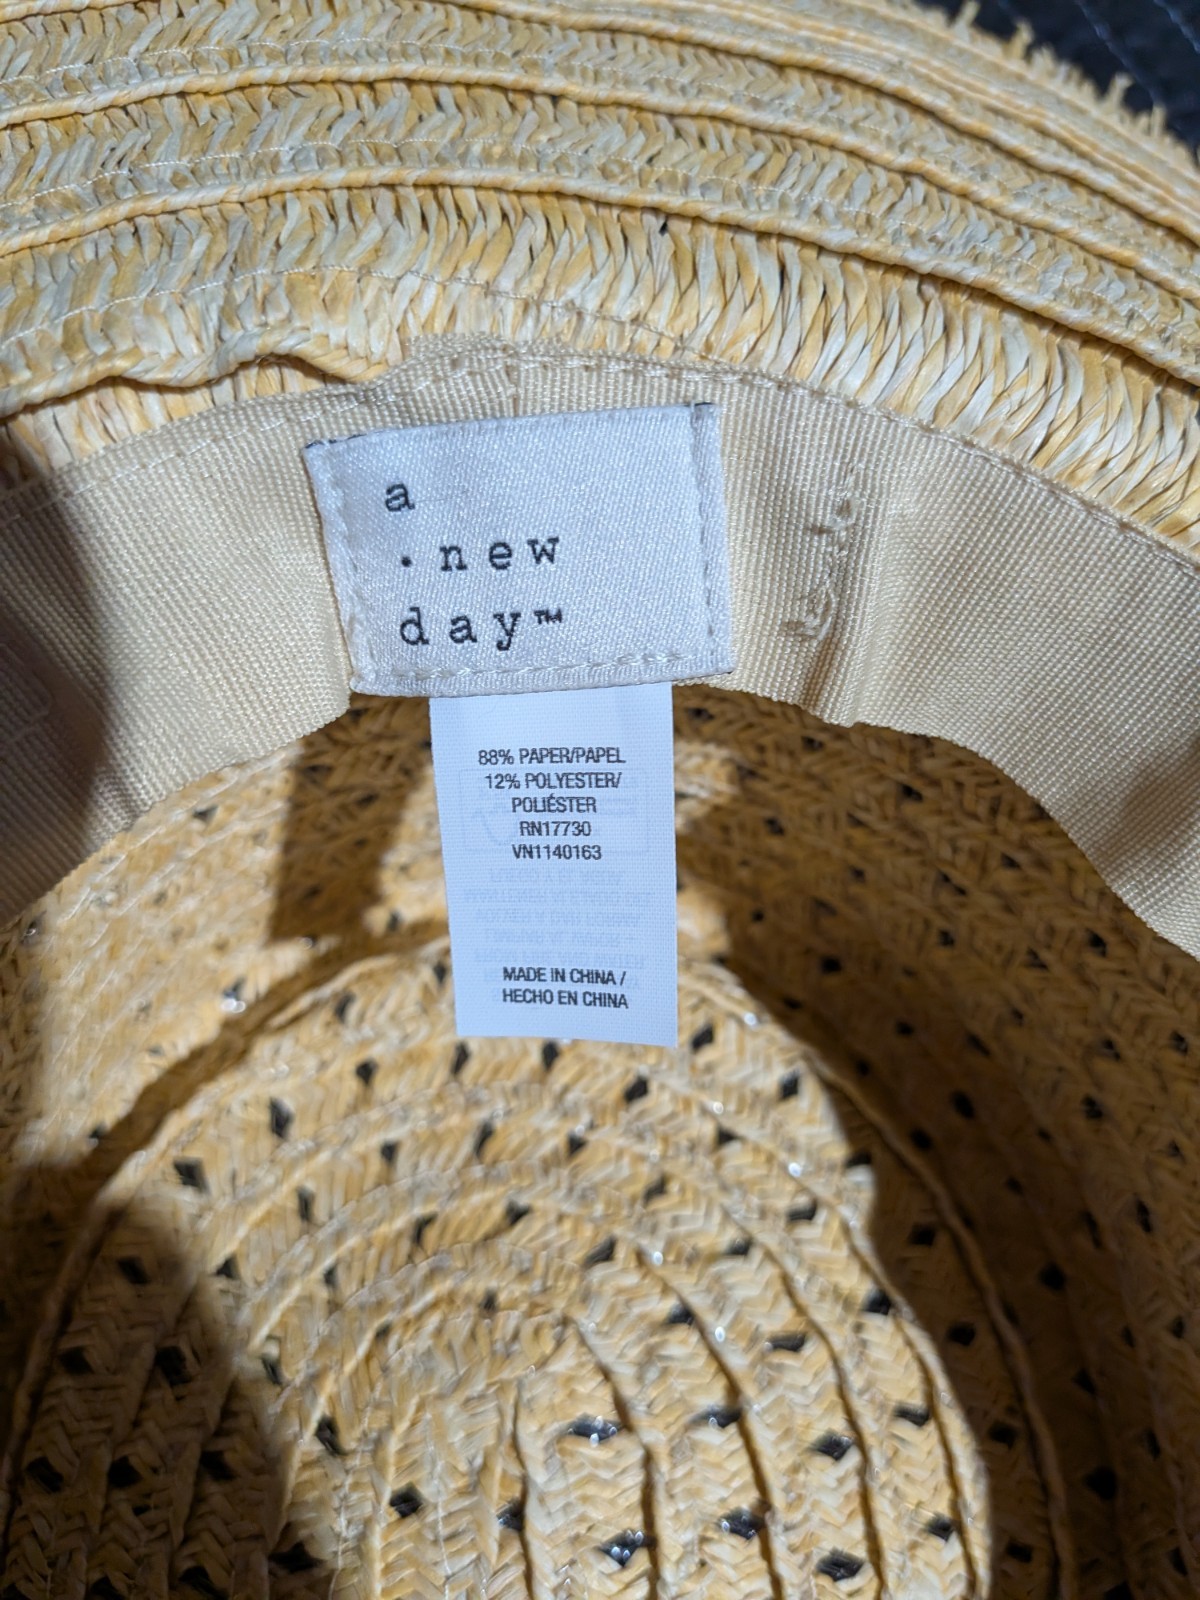 a
.new
day™
88% PAPER/PAPEL
12% POLYESTER/
POLIÉSTER
RN17730
VN1140163
MADE IN CHINA /
HECHO EN CHINA